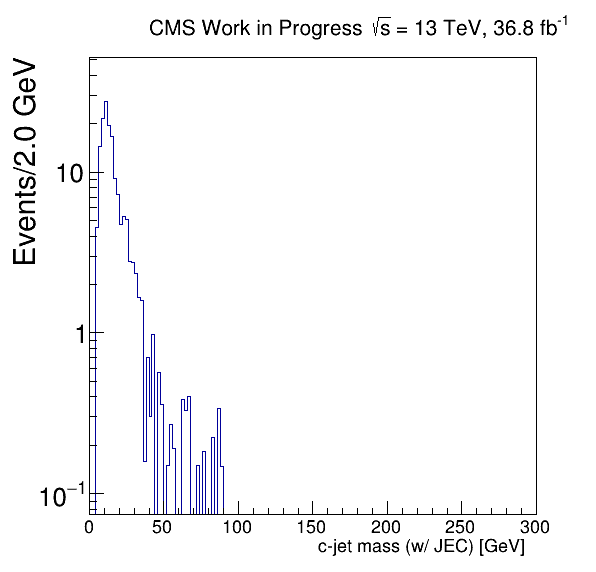 CMS Work in Progress √s = 13 TeV, 36.8 fb⁻¹
Events/2.0 GeV
10
1
10⁻¹
0 50 100 150 200 250 300
c-jet mass (w/ JEC) [GeV]